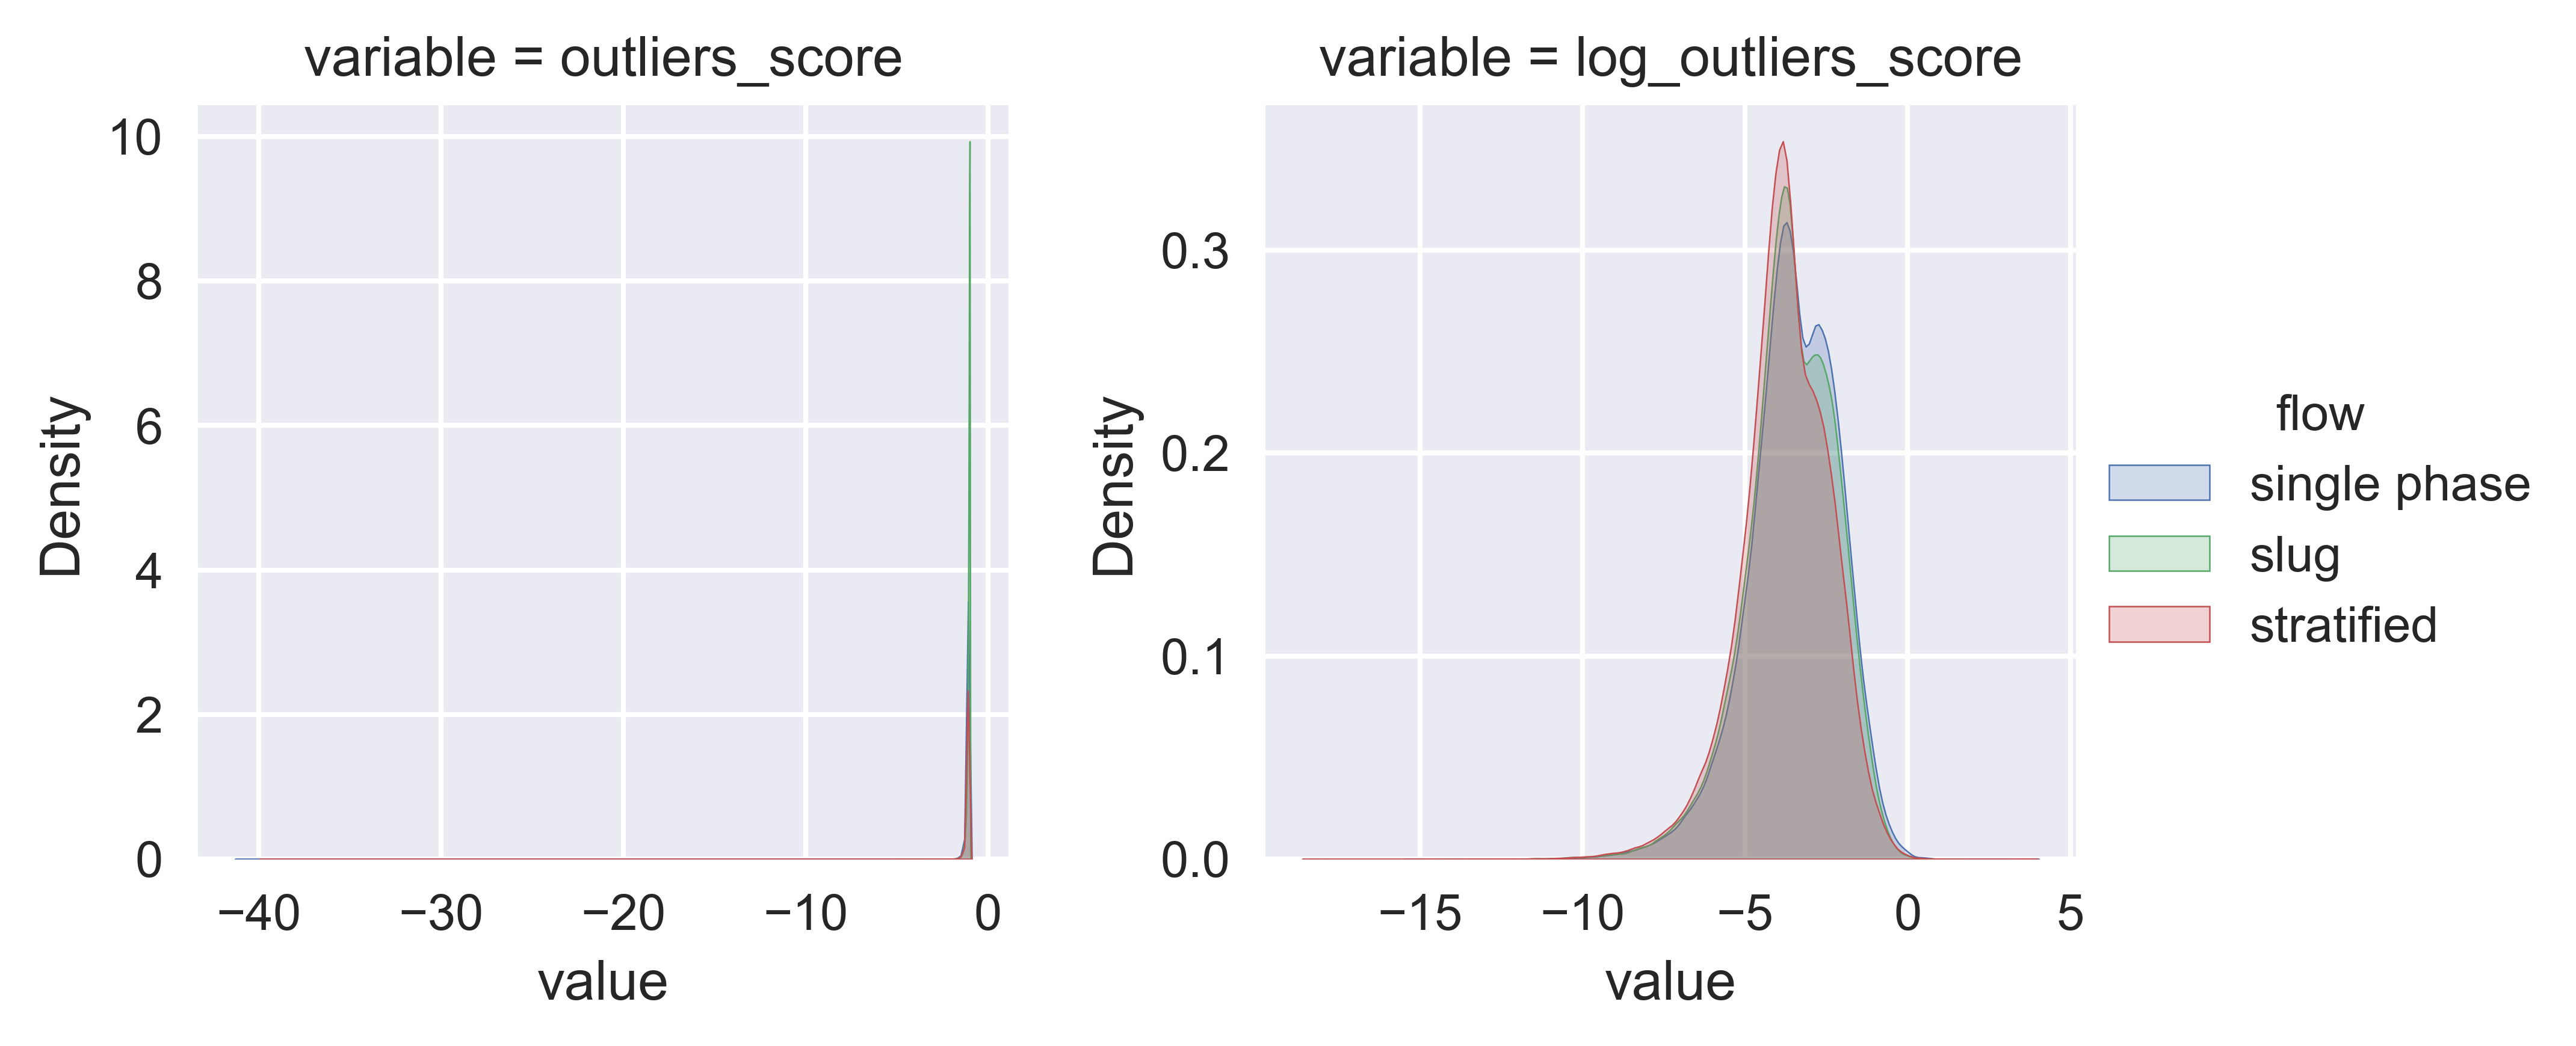 variable = outliers_score
variable = log_outliers_score
Density
10
8
6
4
2
0
−40
−30
−20
−10
0
value
Density
0.3
0.2
0.1
0.0
−15
−10
−5
0
5
value
flow
single phase
slug
stratified